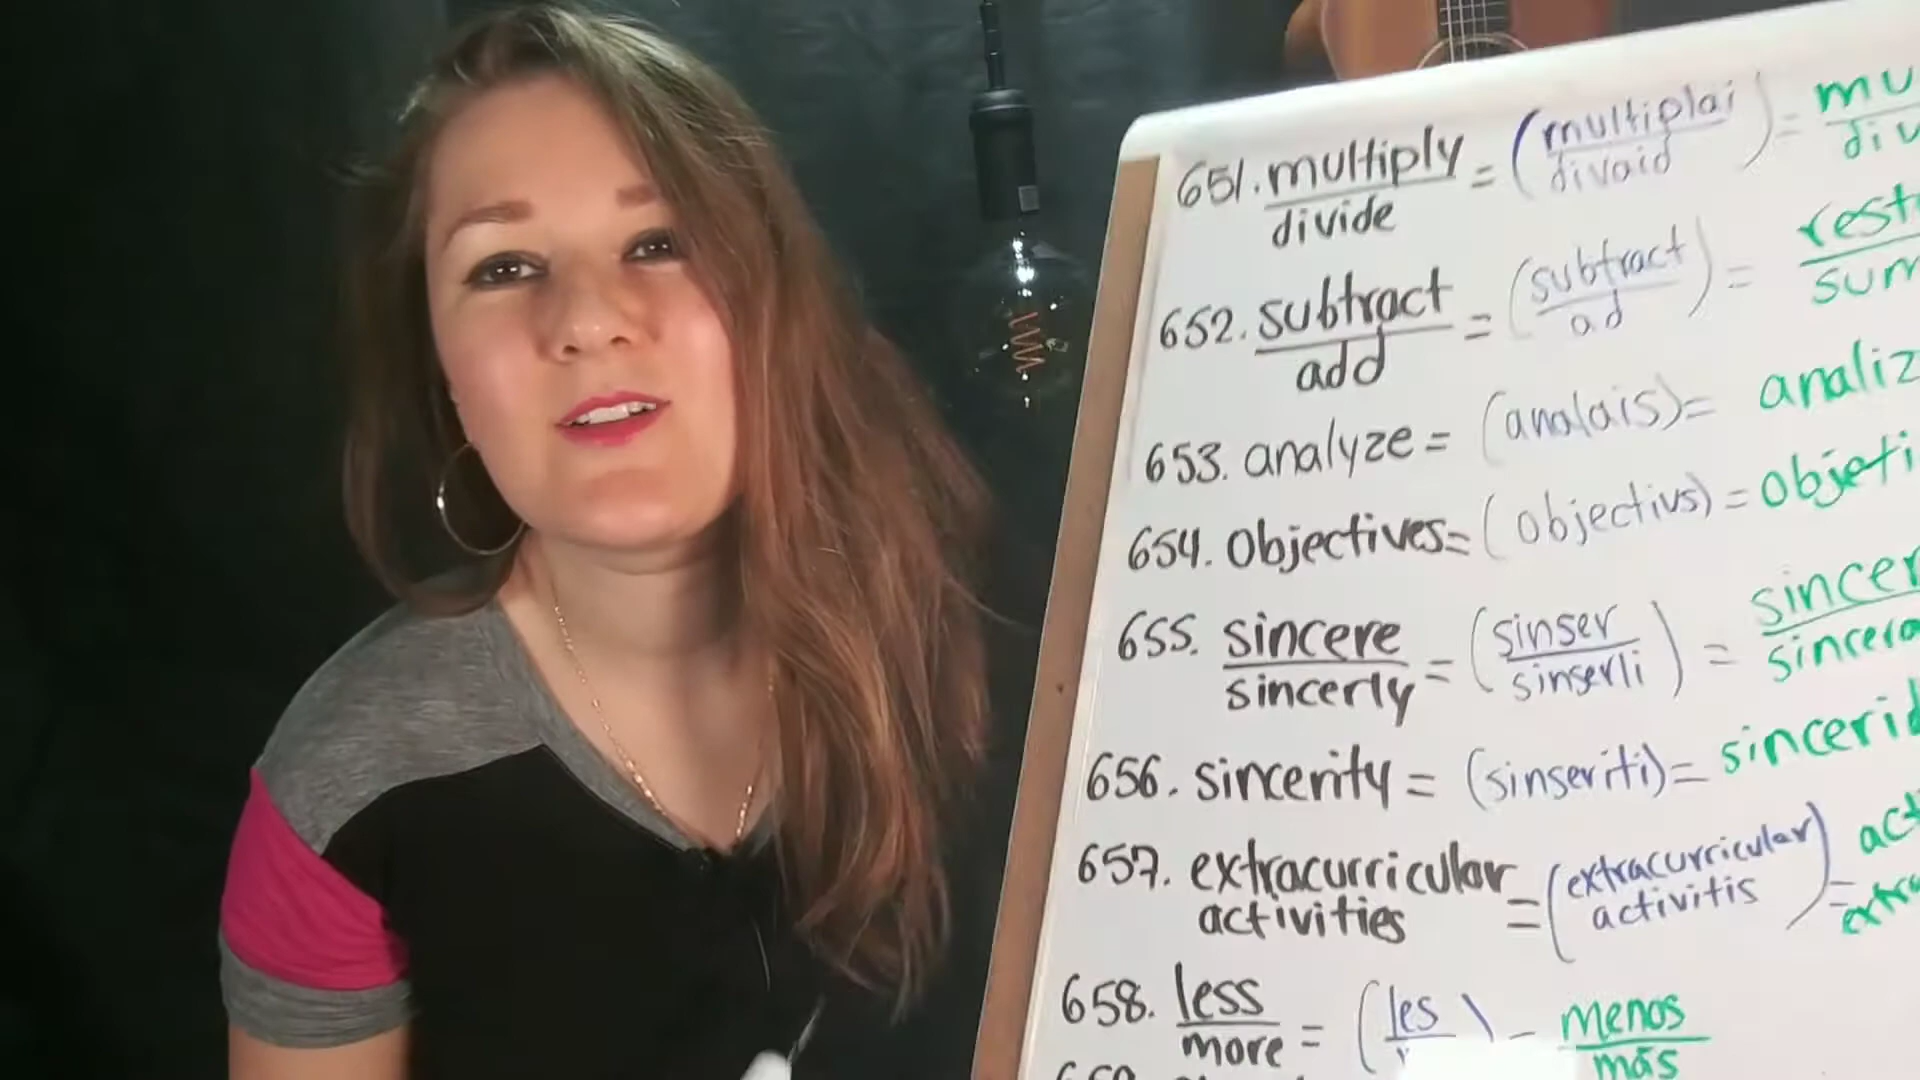 651. multiply = (multiplai) = mu
divide divaid div
652. subtract = (subtract) = rest
add ad sum
653. analyze = (analais) = analiz
654. Objectives = (objectivs) = Objeti
655. sincere = (sinser) = sincer
sincerly sinserli sincera
656. sincerity = (sinseriti) = sincerid
657. extracurricular = (extracurricular) = act
activities activitis extra
658. less = (les) = menos
more más
659.